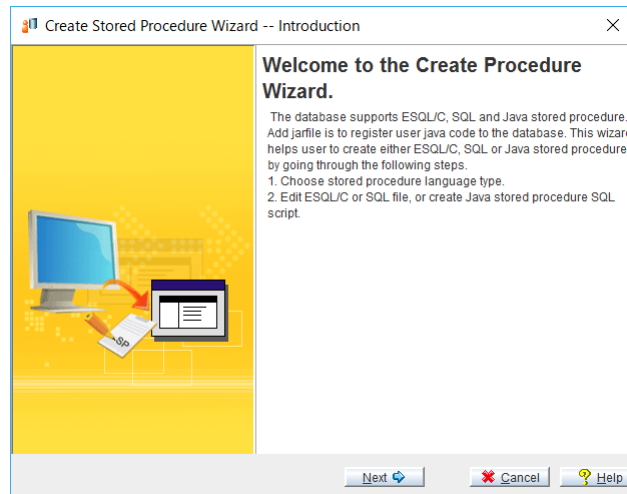 Create Stored Procedure Wizard -- Introduction
Welcome to the Create Procedure
Wizard.
The database supports ESQL/C, SQL and Java stored procedure.
Add jarfile is to register user java code to the database. This wizar
helps user to create either ESQL/C, SQL or Java stored procedure
by going through the following steps.
1. Choose stored procedure language type.
2. Edit ESQL/C or SQL file, or create Java stored procedure SQL
script.
SP
Next
Cancel
Help